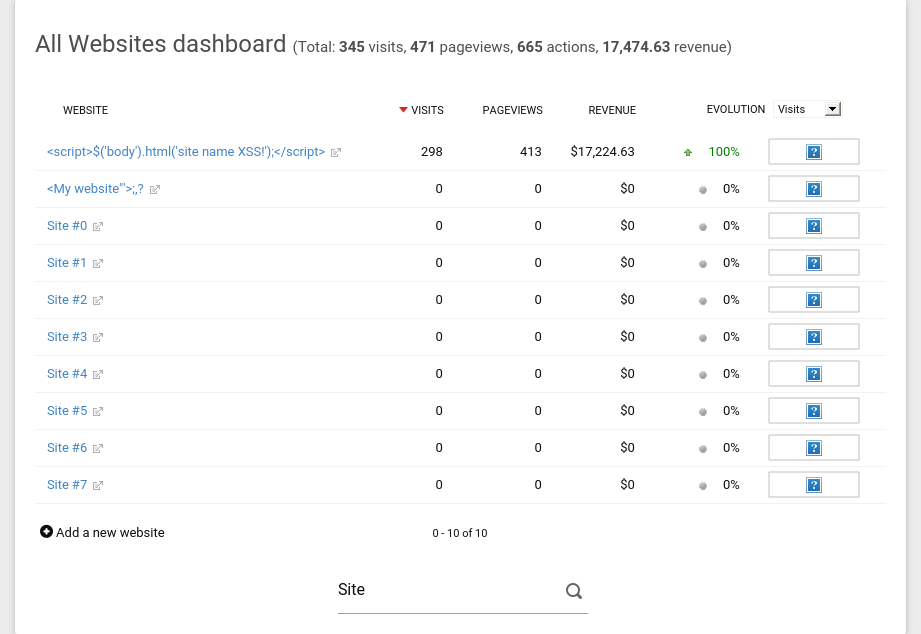 All Websites dashboard (Total: 345 visits, 471 pageviews, 665 actions, 17,474.63 revenue)
WEBSITE VISITS PAGEVIEWS REVENUE EVOLUTION Visits
<script>$('body').html('site name XSS!');</script> 298 413 $17,224.63 100% ?
<My website"'>;,? 0 0 $0 0% ?
Site #0 0 0 $0 0% ?
Site #1 0 0 $0 0% ?
Site #2 0 0 $0 0% ?
Site #3 0 0 $0 0% ?
Site #4 0 0 $0 0% ?
Site #5 0 0 $0 0% ?
Site #6 0 0 $0 0% ?
Site #7 0 0 $0 0% ?
Add a new website 0 - 10 of 10
Site